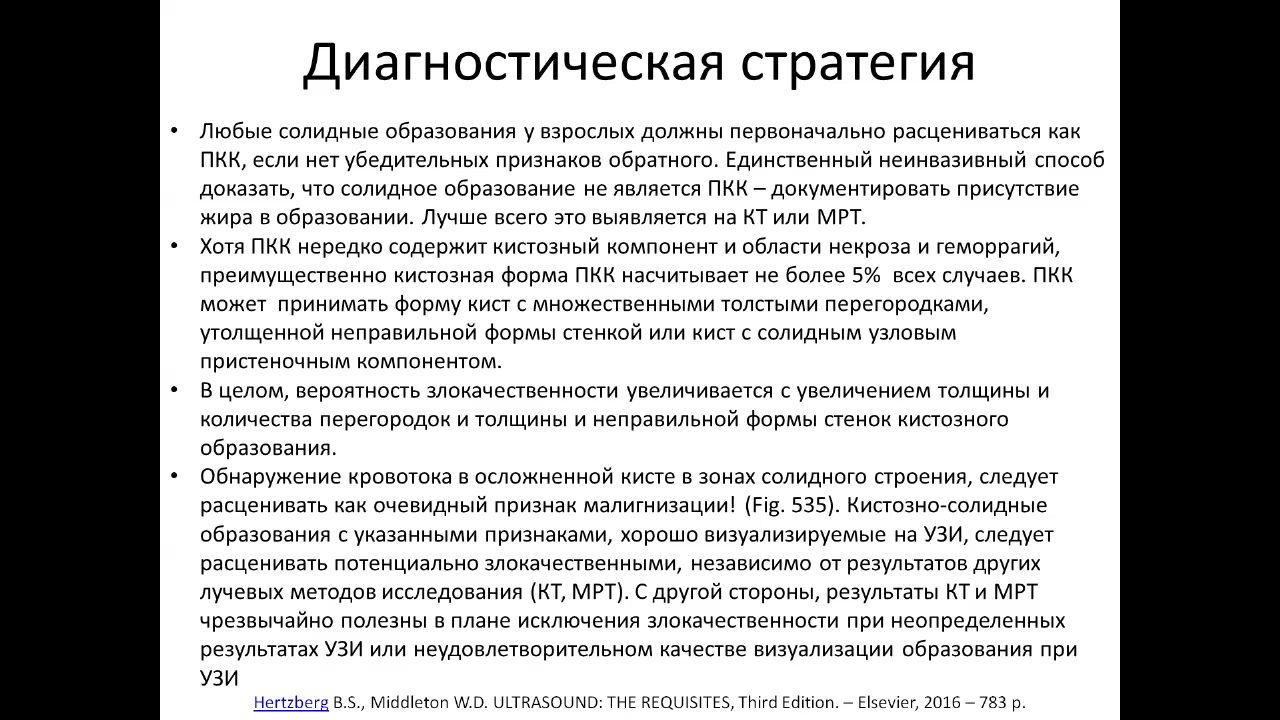 Диагностическая стратегия
• Любые солидные образования у взрослых должны первоначально расцениваться как
ПКК, если нет убедительных признаков обратного. Единственный неинвазивный способ
доказать, что солидное образование не является ПКК – документировать присутствие
жира в образовании. Лучше всего это выявляется на КТ или МРТ.
• Хотя ПКК нередко содержит кистозный компонент и области некроза и геморрагий,
преимущественно кистозная форма ПКК насчитывает не более 5% всех случаев. ПКК
может принимать форму кист с множественными толстыми перегородками,
утолщенной неправильной формы стенкой или кист с солидным узловым
пристеночным компонентом.
• В целом, вероятность злокачественности увеличивается с увеличением толщины и
количества перегородок и толщины и неправильной формы стенок кистозного
образования.
• Обнаружение кровотока в осложненной кисте в зонах солидного строения, следует
расценивать как очевидный признак малигнизации! (Fig. 535). Кистозно-солидные
образования с указанными признаками, хорошо визуализируемые на УЗИ, следует
расценивать потенциально злокачественными, независимо от результатов других
лучевых методов исследования (КТ, МРТ). С другой стороны, результаты КТ и МРТ
чрезвычайно полезны в плане исключения злокачественности при неопределенных
результатах УЗИ или неудовлетворительном качестве визуализации образования при
УЗИ
Hertzberg B.S., Middleton W.D. ULTRASOUND: THE REQUISITES, Third Edition. – Elsevier, 2016 – 783 p.